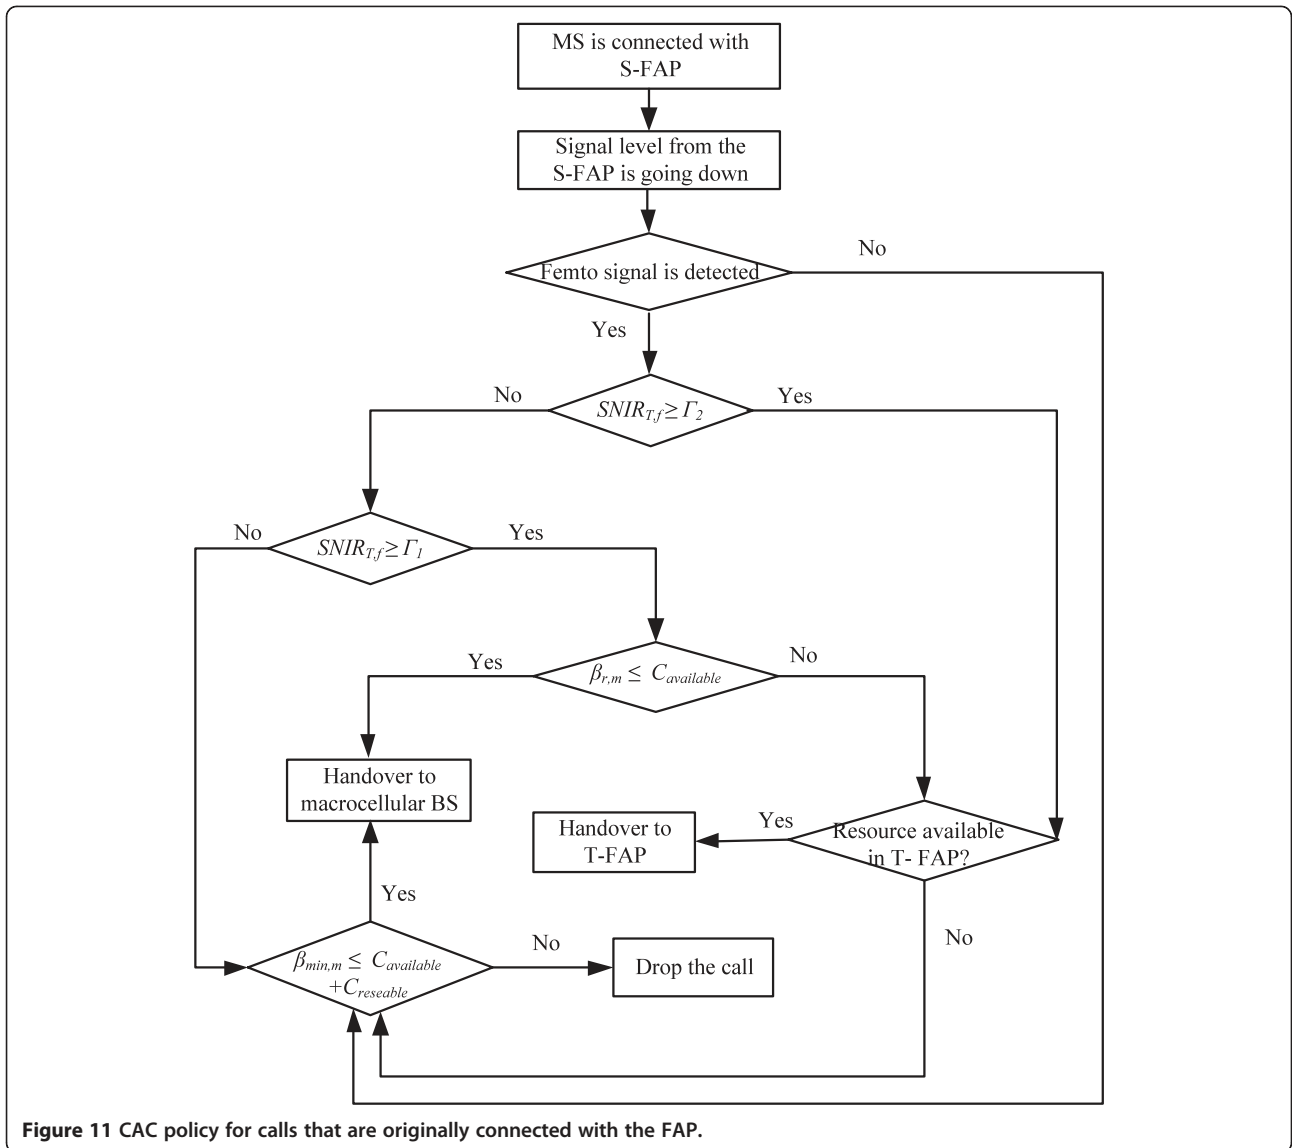 MS is connected with
S-FAP
Signal level from the
S-FAP is going down
Femto signal is detected
No
Yes
SNIR_{T,f} ≥ Γ_2
No
Yes
SNIR_{T,f} ≥ Γ_1
No
Yes
β_{r,m} ≤ C_{available}
Yes
No
Handover to
macrocellular BS
Handover to
T-FAP
Yes
Resource available
in T- FAP?
Yes
No
β_{min,m} ≤ C_{available}
+C_{reseable}
No
Drop the call
Figure 11 CAC policy for calls that are originally connected with the FAP.